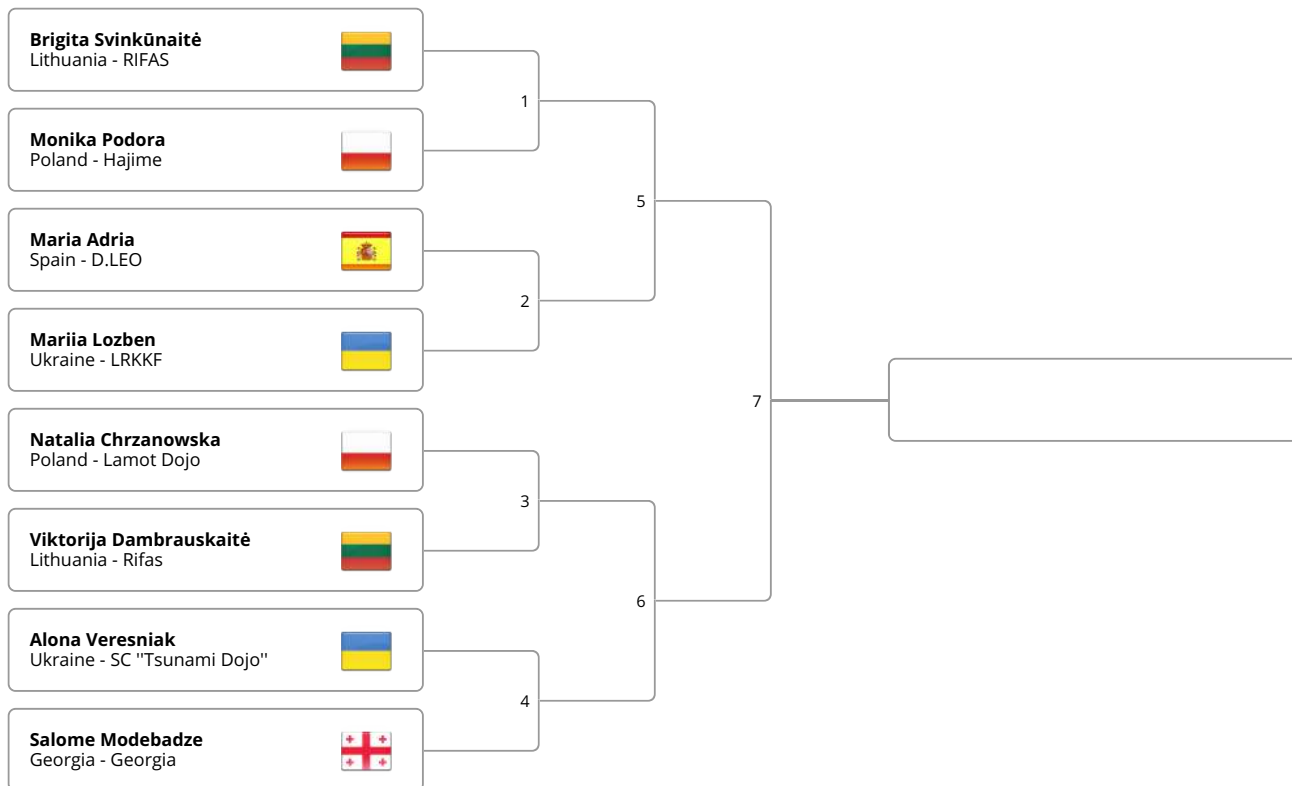 Brigita Svinkūnaitė
Lithuania - RIFAS
1
Monika Podora
Poland - Hajime
5
Maria Adria
Spain - D.LEO
2
Mariia Lozben
Ukraine - LRKKF
7
Natalia Chrzanowska
Poland - Lamot Dojo
3
Viktorija Dambrauskaitė
Lithuania - Rifas
6
Alona Veresniak
Ukraine - SC "Tsunami Dojo"
4
Salome Modebadze
Georgia - Georgia